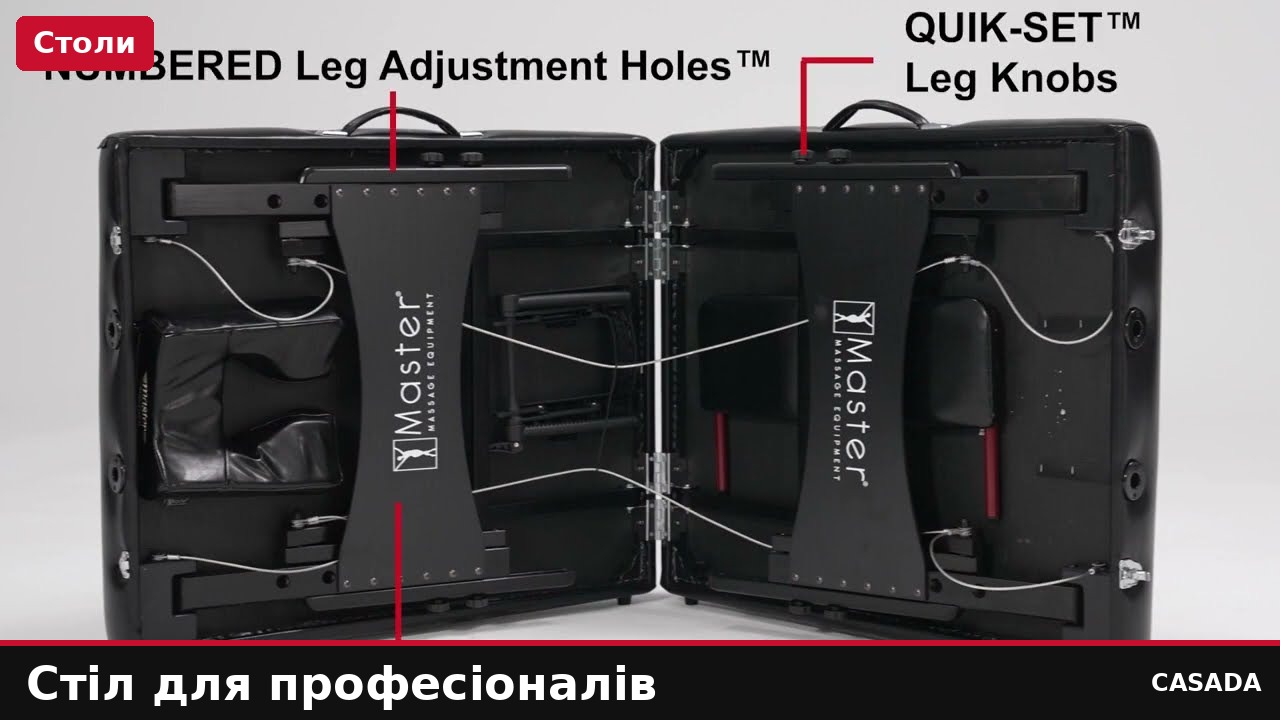 Столи
NUMBERED Leg Adjustment Holes™
QUIK-SET™
Leg Knobs
Master®
MASSAGE EQUIPMENT
Master®
MASSAGE EQUIPMENT
Стіл для професіоналів
CASADA